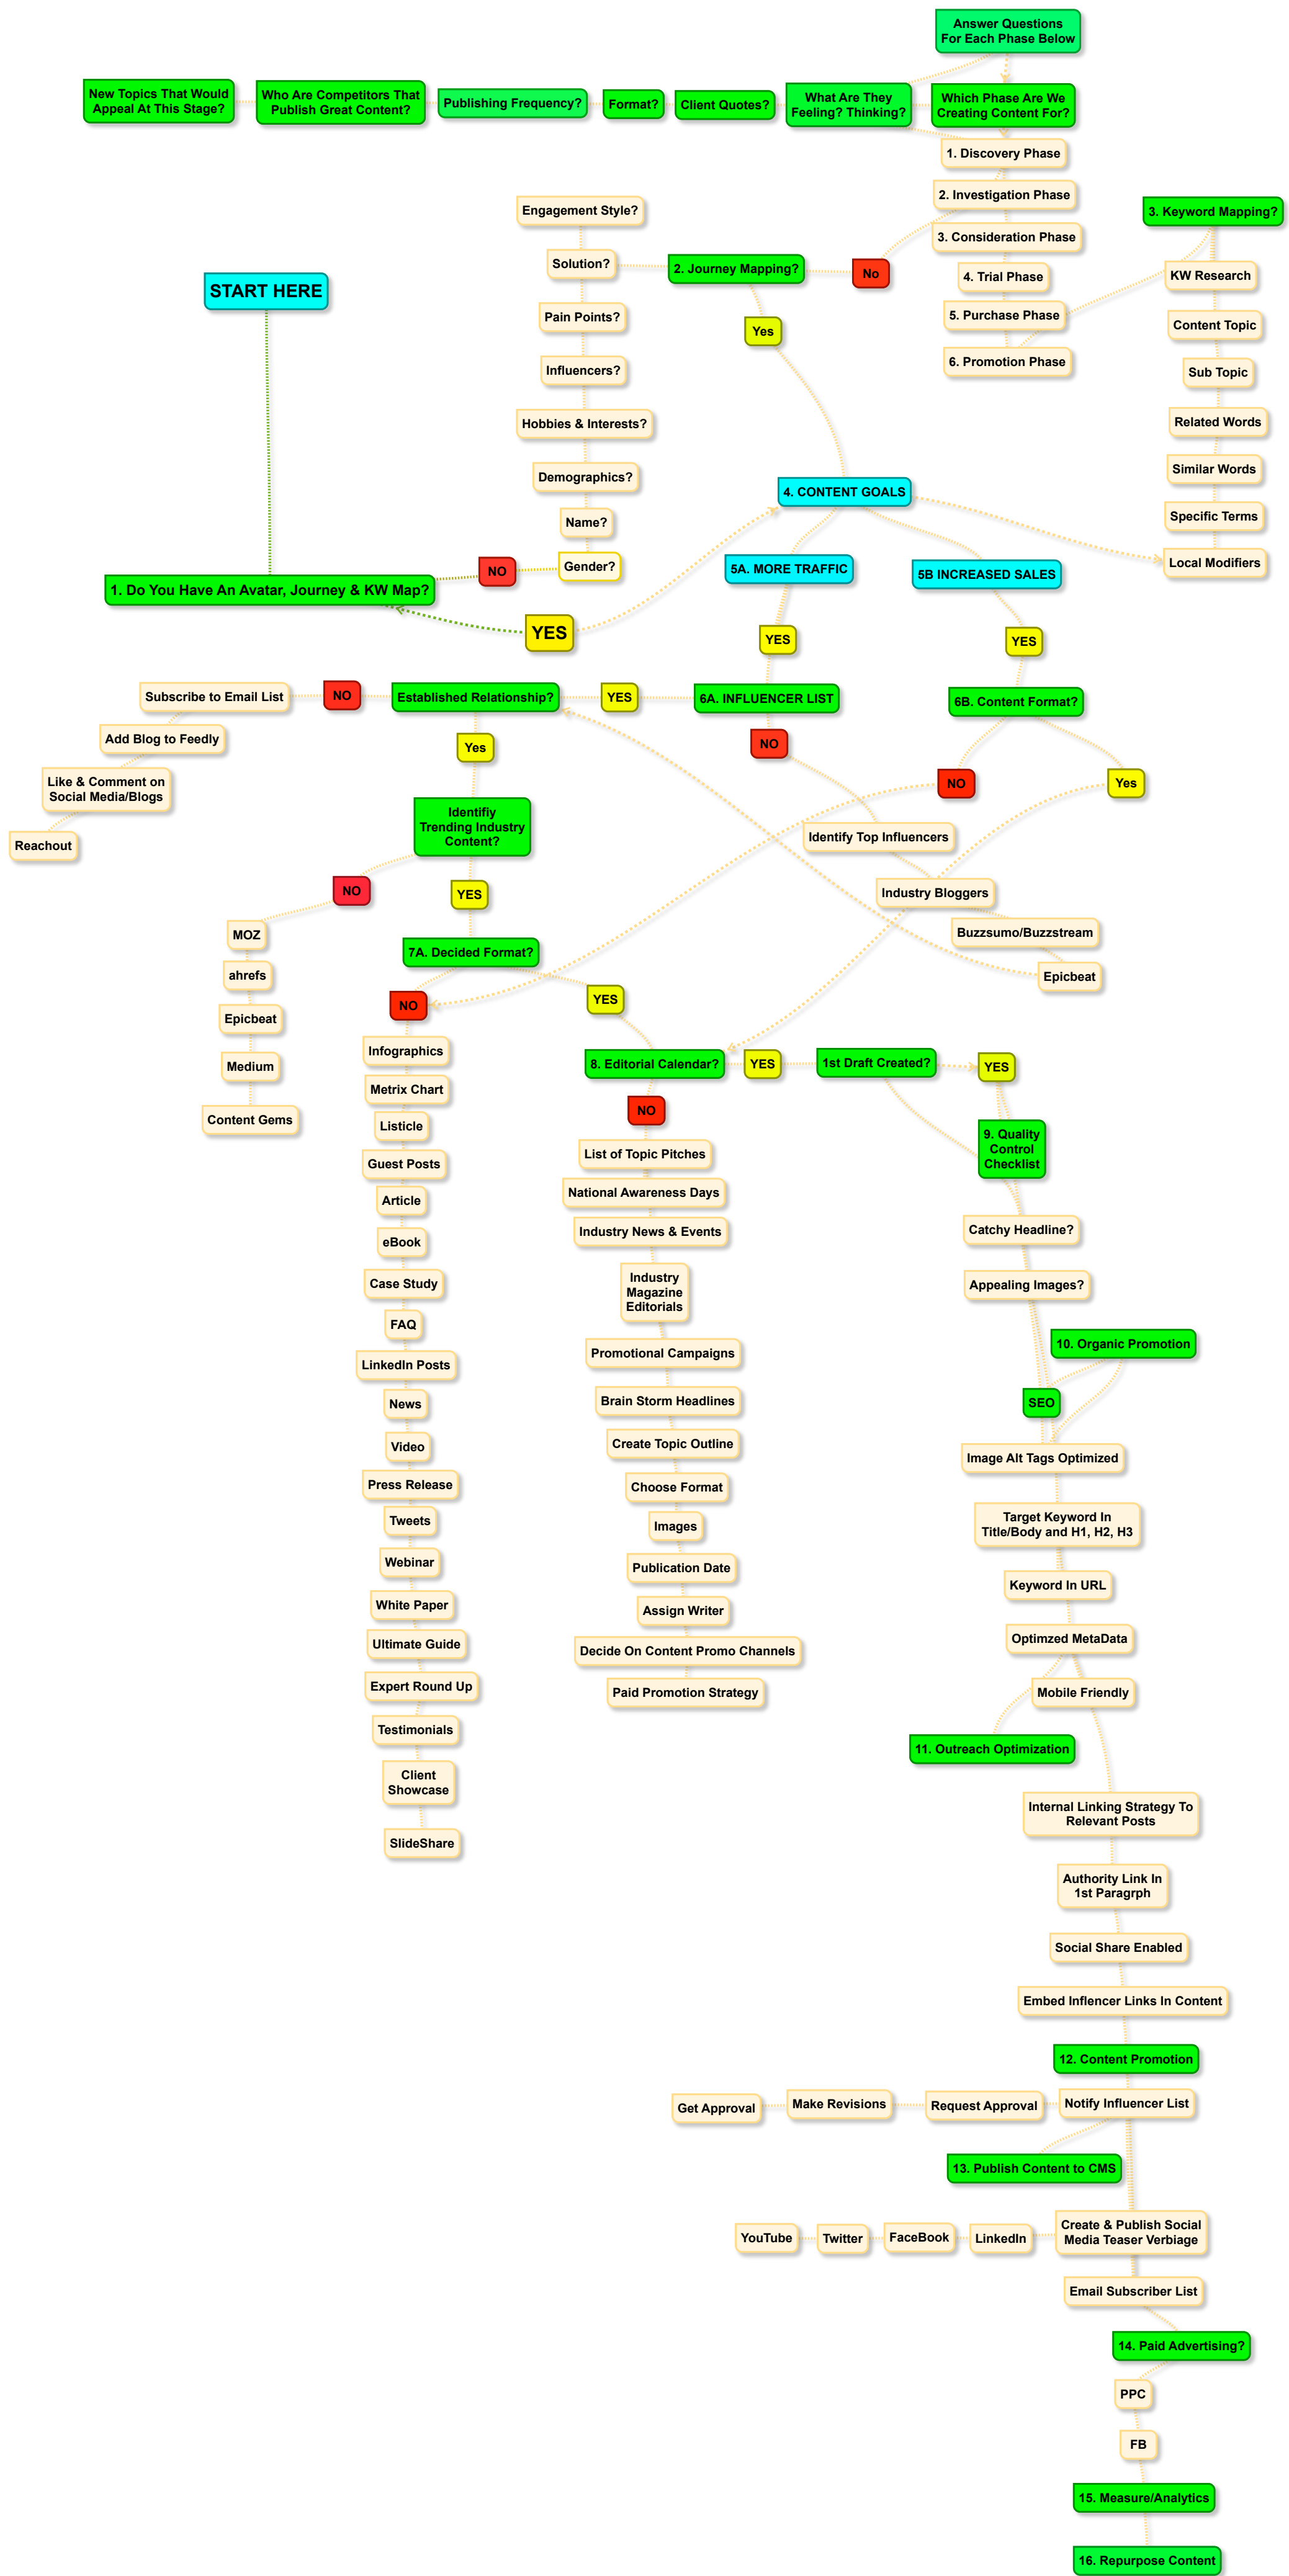 Answer Questions
For Each Phase Below
New Topics That Would
Appeal At This Stage?
Who Are Competitors That
Publish Great Content?
Publishing Frequency?
Format?
Client Quotes?
What Are They
Feeling? Thinking?
Which Phase Are We
Creating Content For?
1. Discovery Phase
2. Investigation Phase
3. Consideration Phase
4. Trial Phase
5. Purchase Phase
6. Promotion Phase
3. Keyword Mapping?
KW Research
Content Topic
Sub Topic
Related Words
Similar Words
Specific Terms
Local Modifiers
Engagement Style?
Solution?
2. Journey Mapping?
No
Yes
Pain Points?
Influencers?
Hobbies & Interests?
Demographics?
Name?
Gender?
START HERE
NO
1. Do You Have An Avatar, Journey & KW Map?
YES
4. CONTENT GOALS
5A. MORE TRAFFIC
5B INCREASED SALES
YES
YES
Subscribe to Email List
NO
Established Relationship?
YES
6A. INFLUENCER LIST
6B. Content Format?
Add Blog to Feedly
Like & Comment on
Social Media/Blogs
Reachout
Yes
NO
NO
Yes
Identifiy
Trending Industry
Content?
Identify Top Influencers
Industry Bloggers
Buzzsumo/Buzzstream
Epicbeat
NO
YES
MOZ
ahrefs
Epicbeat
Medium
Content Gems
7A. Decided Format?
NO
YES
Infographics
Metrix Chart
Listicle
Guest Posts
Article
eBook
Case Study
FAQ
LinkedIn Posts
News
Video
Press Release
Tweets
Webinar
White Paper
Ultimate Guide
Expert Round Up
Testimonials
Client
Showcase
SlideShare
8. Editorial Calendar?
YES
1st Draft Created?
YES
NO
List of Topic Pitches
National Awareness Days
Industry News & Events
Industry
Magazine
Editorials
Promotional Campaigns
Brain Storm Headlines
Create Topic Outline
Choose Format
Images
Publication Date
Assign Writer
Decide On Content Promo Channels
Paid Promotion Strategy
9. Quality
Control
Checklist
Catchy Headline?
Appealing Images?
10. Organic Promotion
SEO
Image Alt Tags Optimized
Target Keyword In
Title/Body and H1, H2, H3
Keyword In URL
Optimzed MetaData
Mobile Friendly
11. Outreach Optimization
Internal Linking Strategy To
Relevant Posts
Authority Link In
1st Paragrph
Social Share Enabled
Embed Inflencer Links In Content
12. Content Promotion
Get Approval
Make Revisions
Request Approval
Notify Influencer List
13. Publish Content to CMS
YouTube
Twitter
FaceBook
LinkedIn
Create & Publish Social
Media Teaser Verbiage
Email Subscriber List
14. Paid Advertising?
PPC
FB
15. Measure/Analytics
16. Repurpose Content